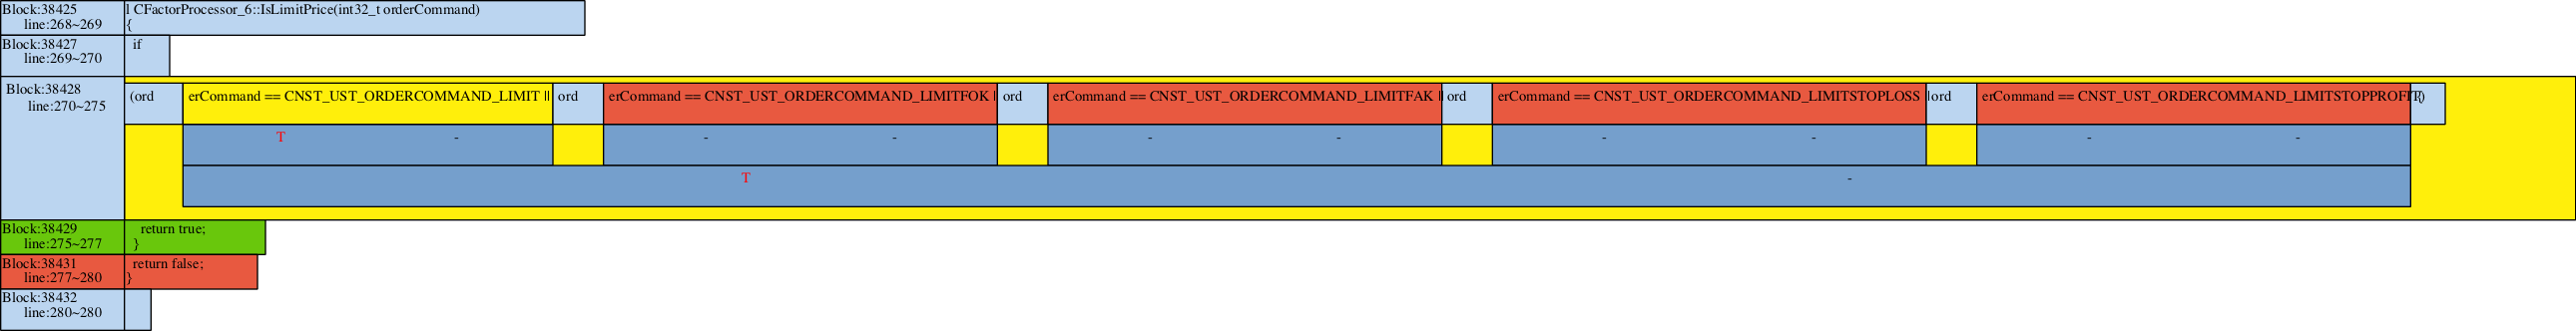 Block:38425 l CFactorProcessor_6::IsLimitPrice(int32_t orderCommand)
line:268~269 {
Block:38427 if
line:269~270
Block:38428 (ord erCommand == CNST_UST_ORDERCOMMAND_LIMIT || ord erCommand == CNST_UST_ORDERCOMMAND_LIMITFOK | ord erCommand == CNST_UST_ORDERCOMMAND_LIMITFAK || ord erCommand == CNST_UST_ORDERCOMMAND_LIMITSTOPLOSS | ord erCommand == CNST_UST_ORDERCOMMAND_LIMITSTOPPROFIT)
line:270~275
T - - - - - - - - -
T -
Block:38429 return true;
line:275~277 }
Block:38431 return false;
line:277~280 }
Block:38432
line:280~280